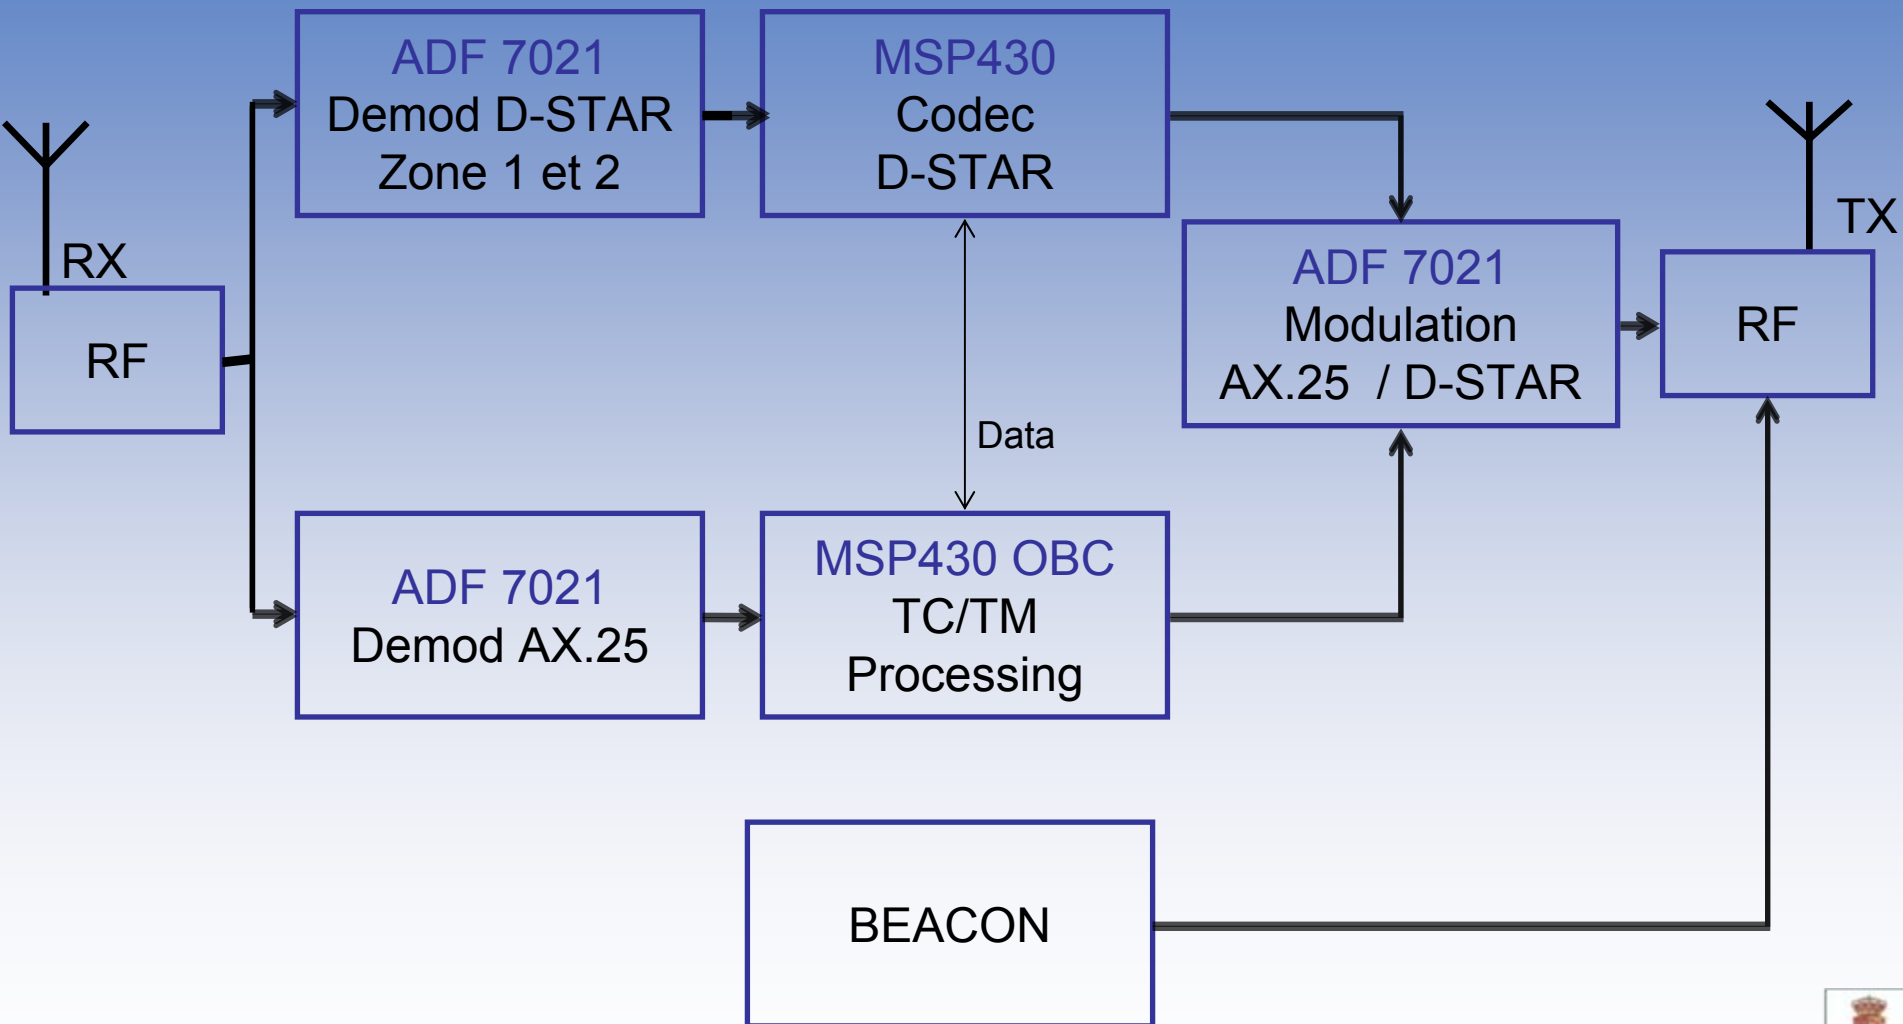 ADF 7021
Demod D-STAR
Zone 1 et 2
MSP430
Codec
D-STAR
RX
RF
ADF 7021
Modulation
AX.25 / D-STAR
TX
RF
Data
ADF 7021
Demod AX.25
MSP430 OBC
TC/TM
Processing
BEACON